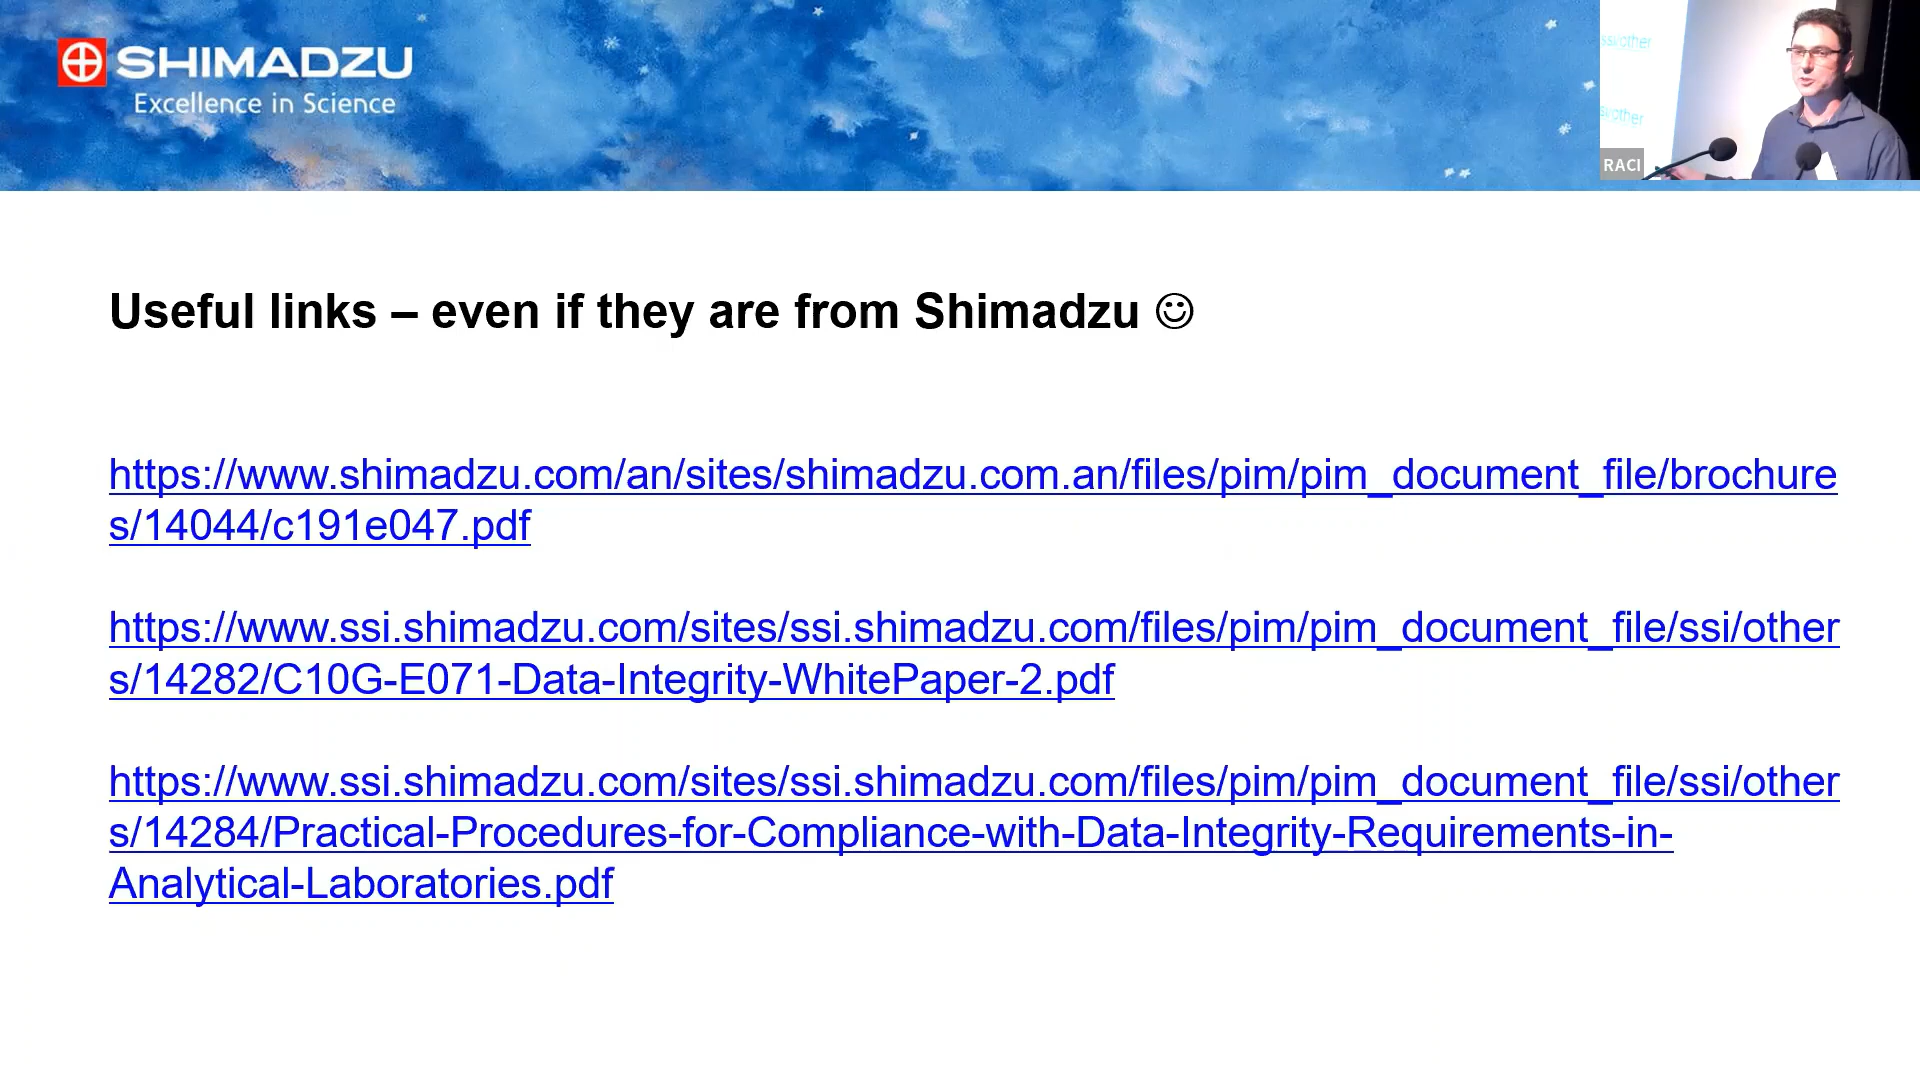 SHIMADZU
Excellence in Science
ssi/other
si/other
RACI
Useful links – even if they are from Shimadzu ☺
https://www.shimadzu.com/an/sites/shimadzu.com.an/files/pim/pim_document_file/brochure
s/14044/c191e047.pdf
https://www.ssi.shimadzu.com/sites/ssi.shimadzu.com/files/pim/pim_document_file/ssi/other
s/14282/C10G-E071-Data-Integrity-WhitePaper-2.pdf
https://www.ssi.shimadzu.com/sites/ssi.shimadzu.com/files/pim/pim_document_file/ssi/other
s/14284/Practical-Procedures-for-Compliance-with-Data-Integrity-Requirements-in-
Analytical-Laboratories.pdf